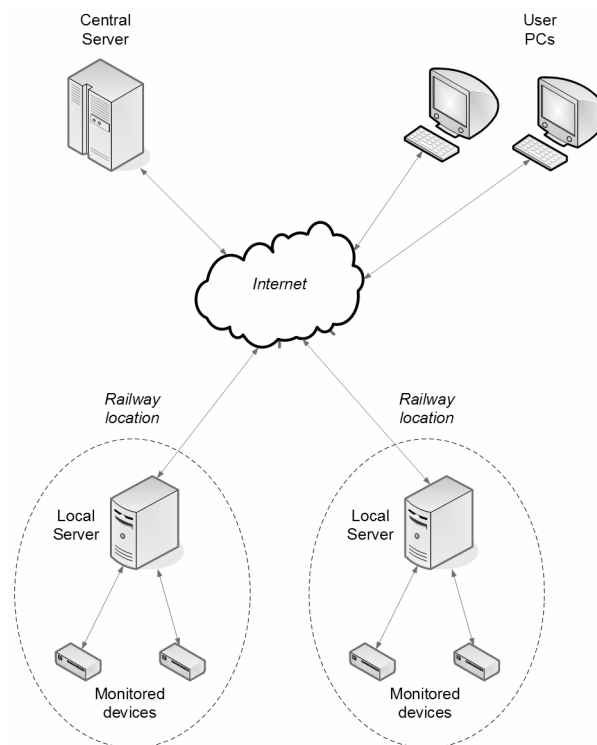 Central
Server
User
PCs
Internet
Railway
location
Railway
location
Local
Server
Local
Server
Monitored
devices
Monitored
devices